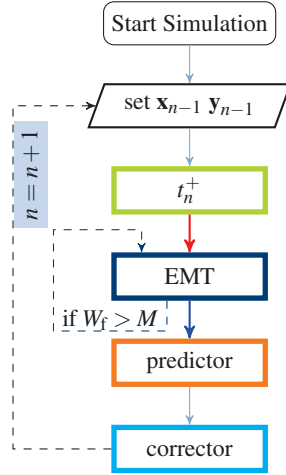 Start Simulation
set x_{n−1} y_{n−1}
n = n + 1
t_n^+
EMT
if W_f > M
predictor
corrector